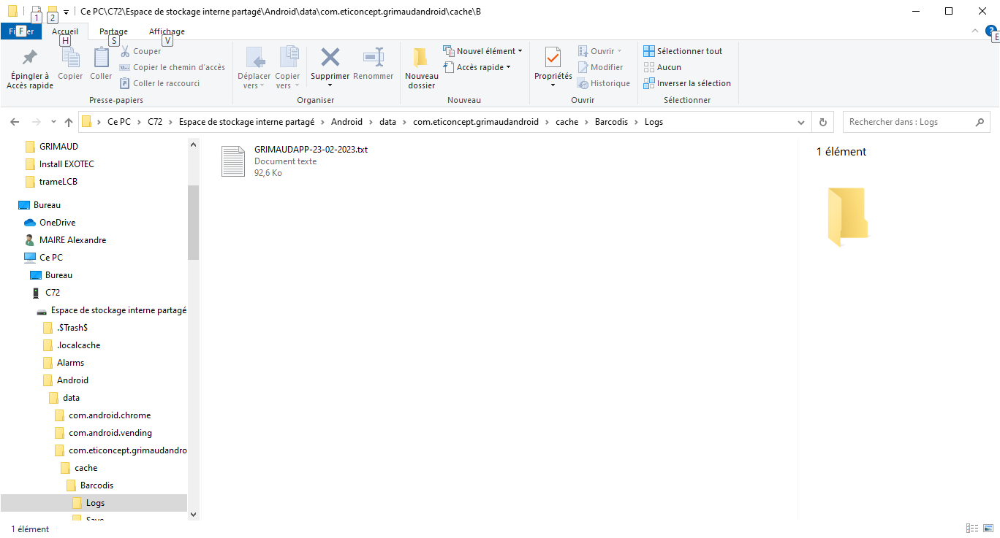 Ce PC\C72\Espace de stockage interne partagé\Android\data\com.eticoncept.grimaudandroid\cache\B
1
2
F
Accueil
Partage
Affichage
H
S
V
?
E
Épingler à
Accès rapide
Copier
Coller
Couper
Copier le chemin d'accès
Coller le raccourci
Presse-papiers
Déplacer
vers
Copier
vers
Supprimer
Renommer
Organiser
Nouveau
dossier
Nouvel élément
Accès rapide
Nouveau
Propriétés
Ouvrir
Modifier
Historique
Ouvrir
Sélectionner tout
Aucun
Inverser la sélection
Sélectionner
Ce PC > C72 > Espace de stockage interne partagé > Android > data > com.eticoncept.grimaudandroid > cache > Barcodis > Logs
Rechercher dans : Logs
GRIMAUD
Install EXOTEC
trameLCB
Bureau
OneDrive
MAIRE Alexandre
Ce PC
Bureau
C72
Espace de stockage interne partagé
.$Trash$
.localcache
Alarms
Android
data
com.android.chrome
com.android.vending
com.eticoncept.grimaudandro
cache
Barcodis
Logs
Save
GRIMAUDAPP-23-02-2023.txt
Document texte
92,6 Ko
1 élément
1 élément